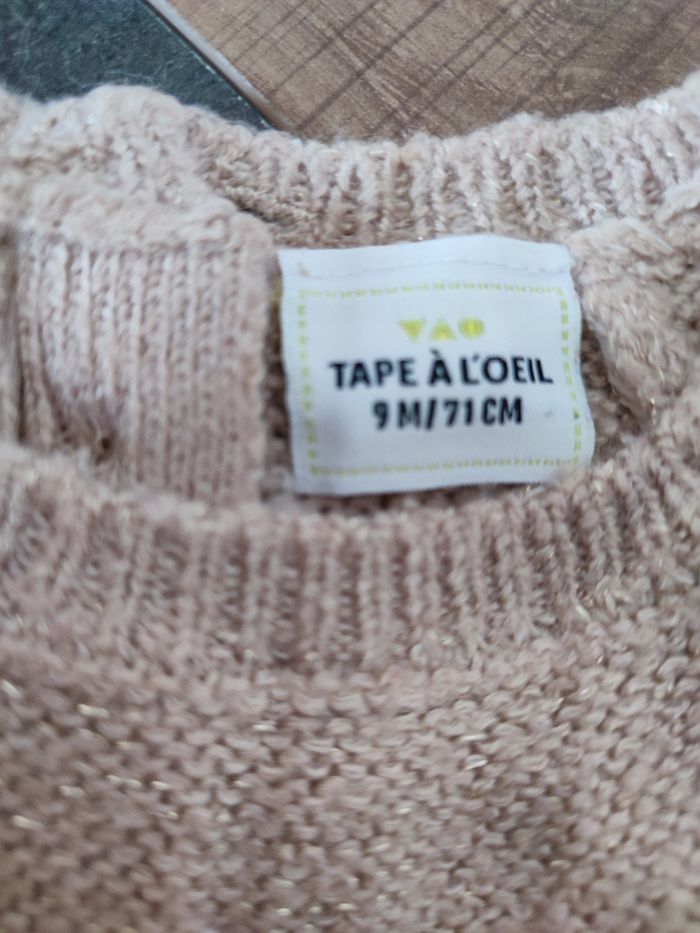 TAO
TAPE À L'OEIL
9 M/71 CM